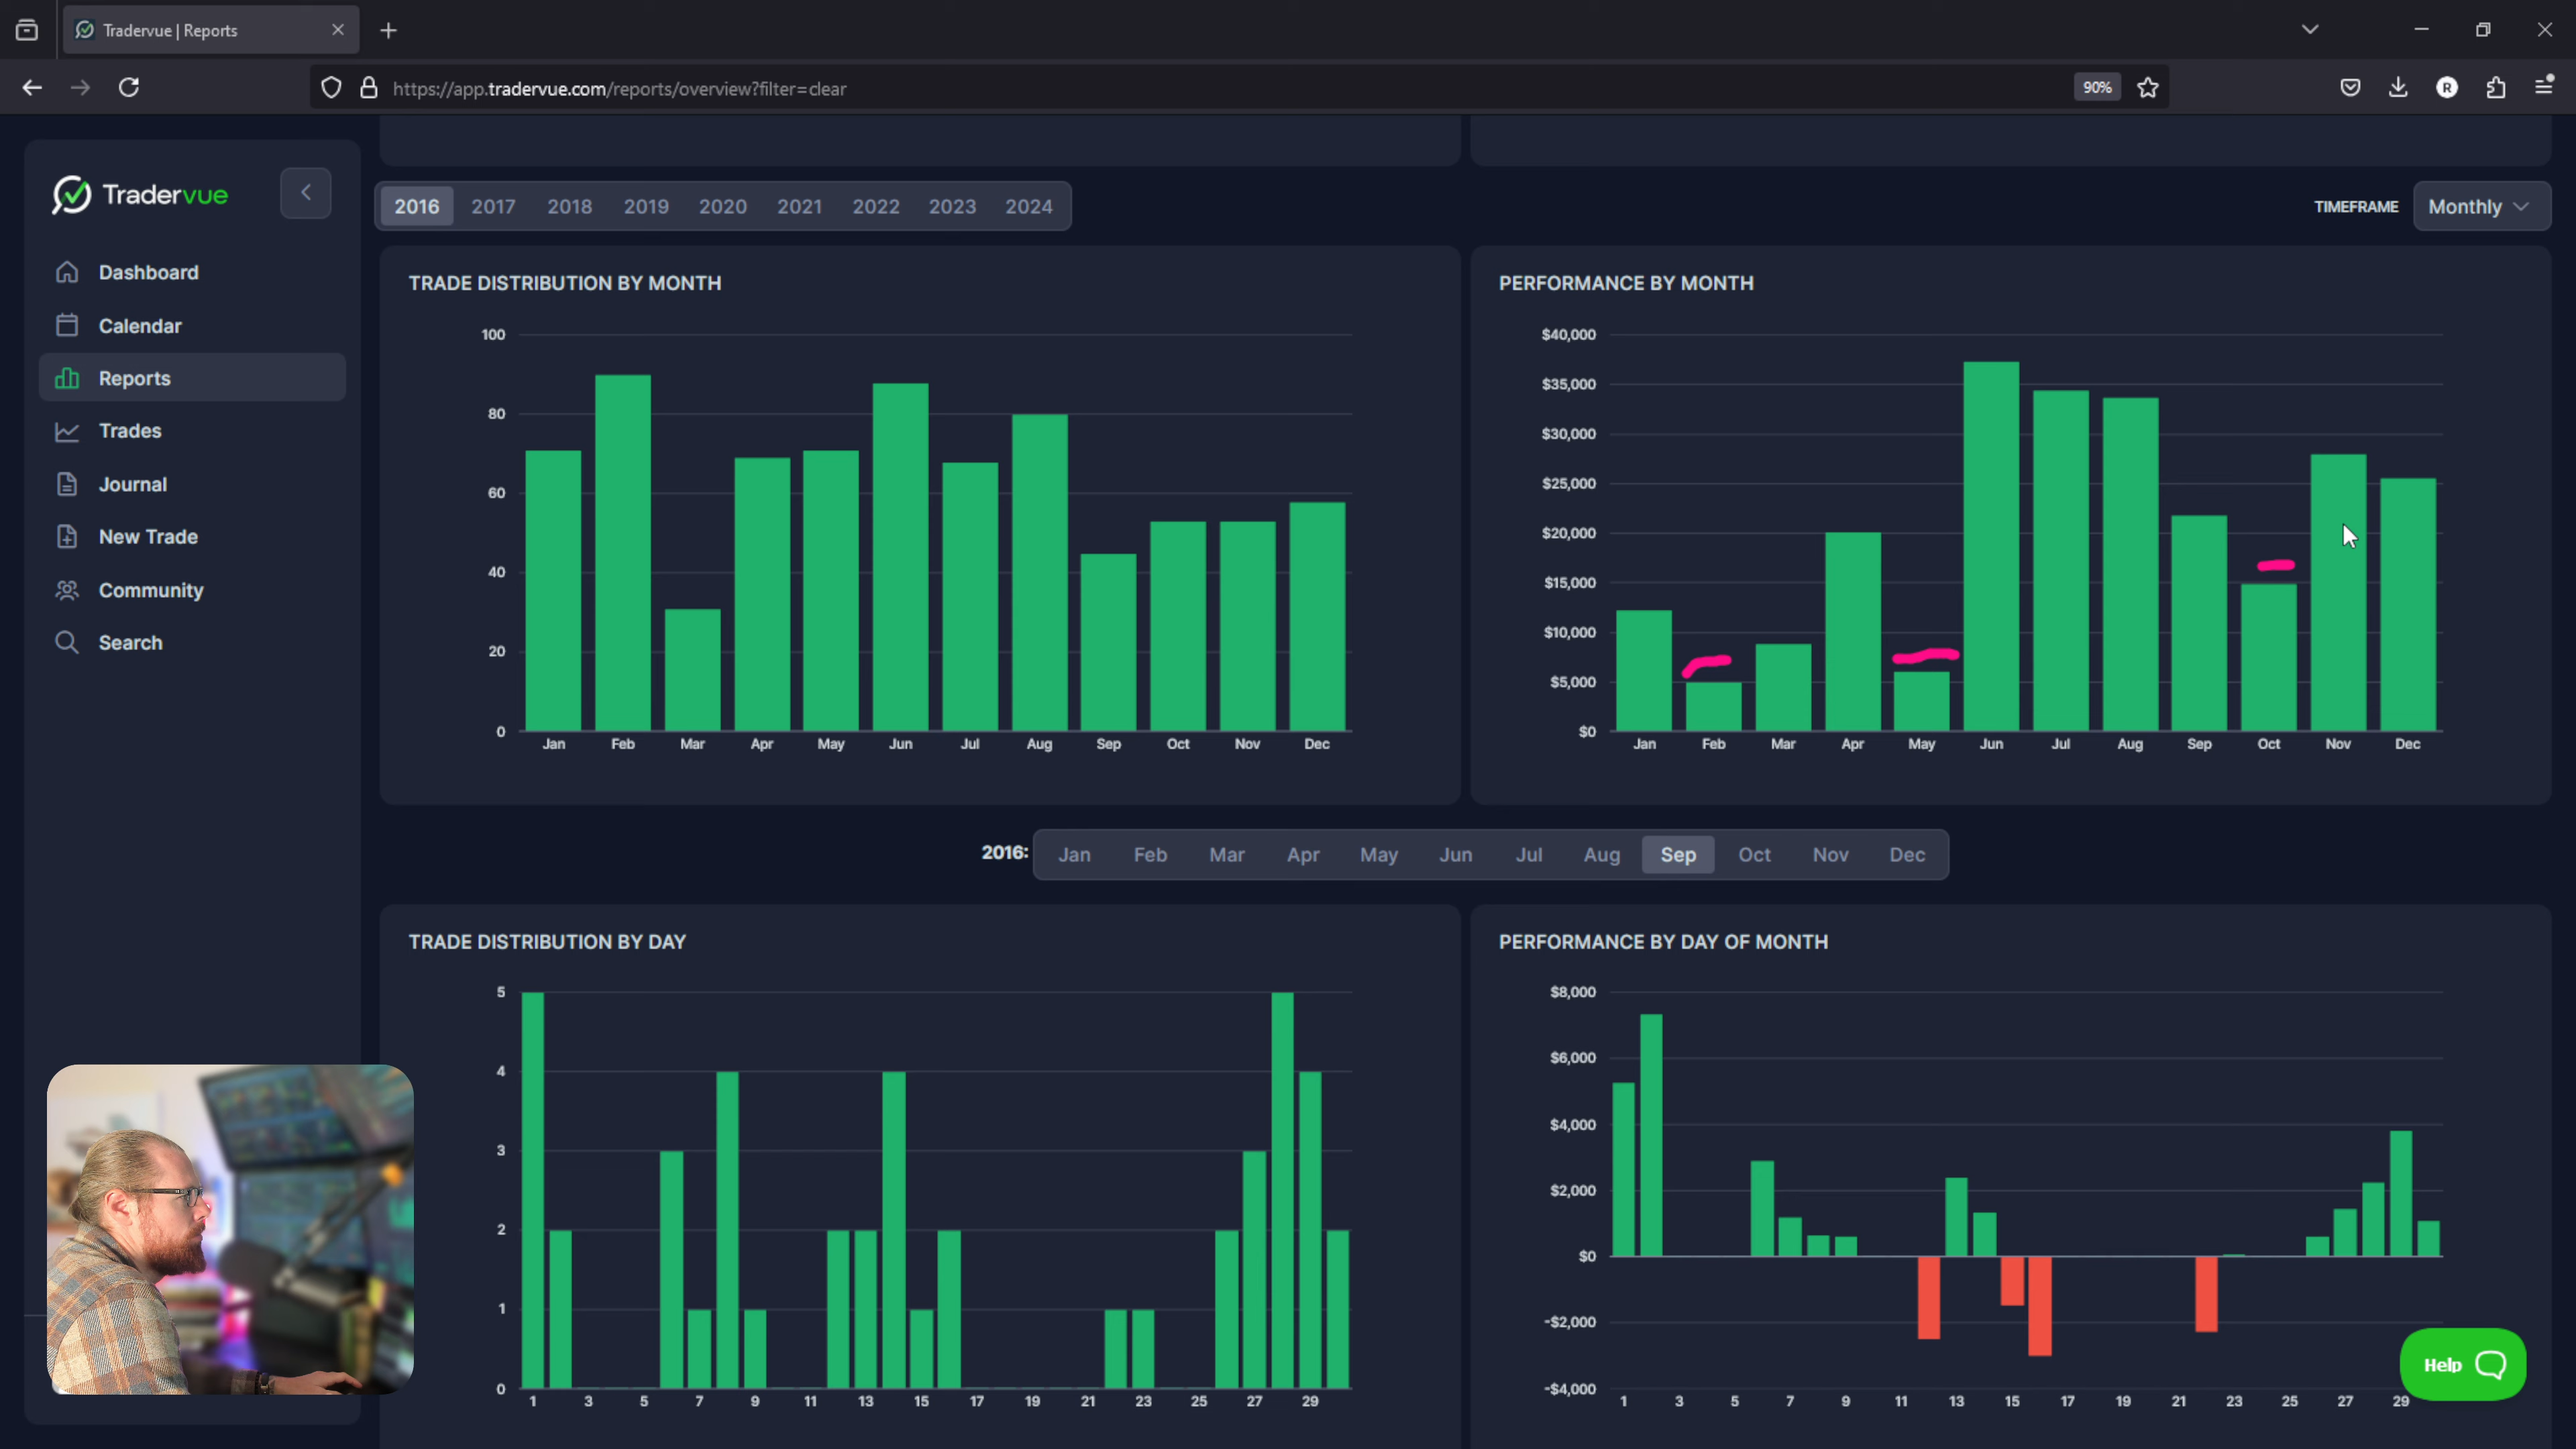 Tradervue | Reports
https://app.tradervue.com/reports/overview?filter=clear
90%
R
Tradervue
Dashboard
Calendar
Reports
Trades
Journal
New Trade
Community
Search
2016 2017 2018 2019 2020 2021 2022 2023 2024
TIMEFRAME Monthly
TRADE DISTRIBUTION BY MONTH
100
80
60
40
20
0
Jan Feb Mar Apr May Jun Jul Aug Sep Oct Nov Dec
PERFORMANCE BY MONTH
$40,000
$35,000
$30,000
$25,000
$20,000
$15,000
$10,000
$5,000
$0
Jan Feb Mar Apr May Jun Jul Aug Sep Oct Nov Dec
2016: Jan Feb Mar Apr May Jun Jul Aug Sep Oct Nov Dec
TRADE DISTRIBUTION BY DAY
5
4
3
2
1
0
1 3 5 7 9 11 13 15 17 19 21 23 25 27 29
PERFORMANCE BY DAY OF MONTH
$8,000
$6,000
$4,000
$2,000
$0
-$2,000
-$4,000
1 3 5 7 9 11 13 15 17 19 21 23 25 27 29
Help